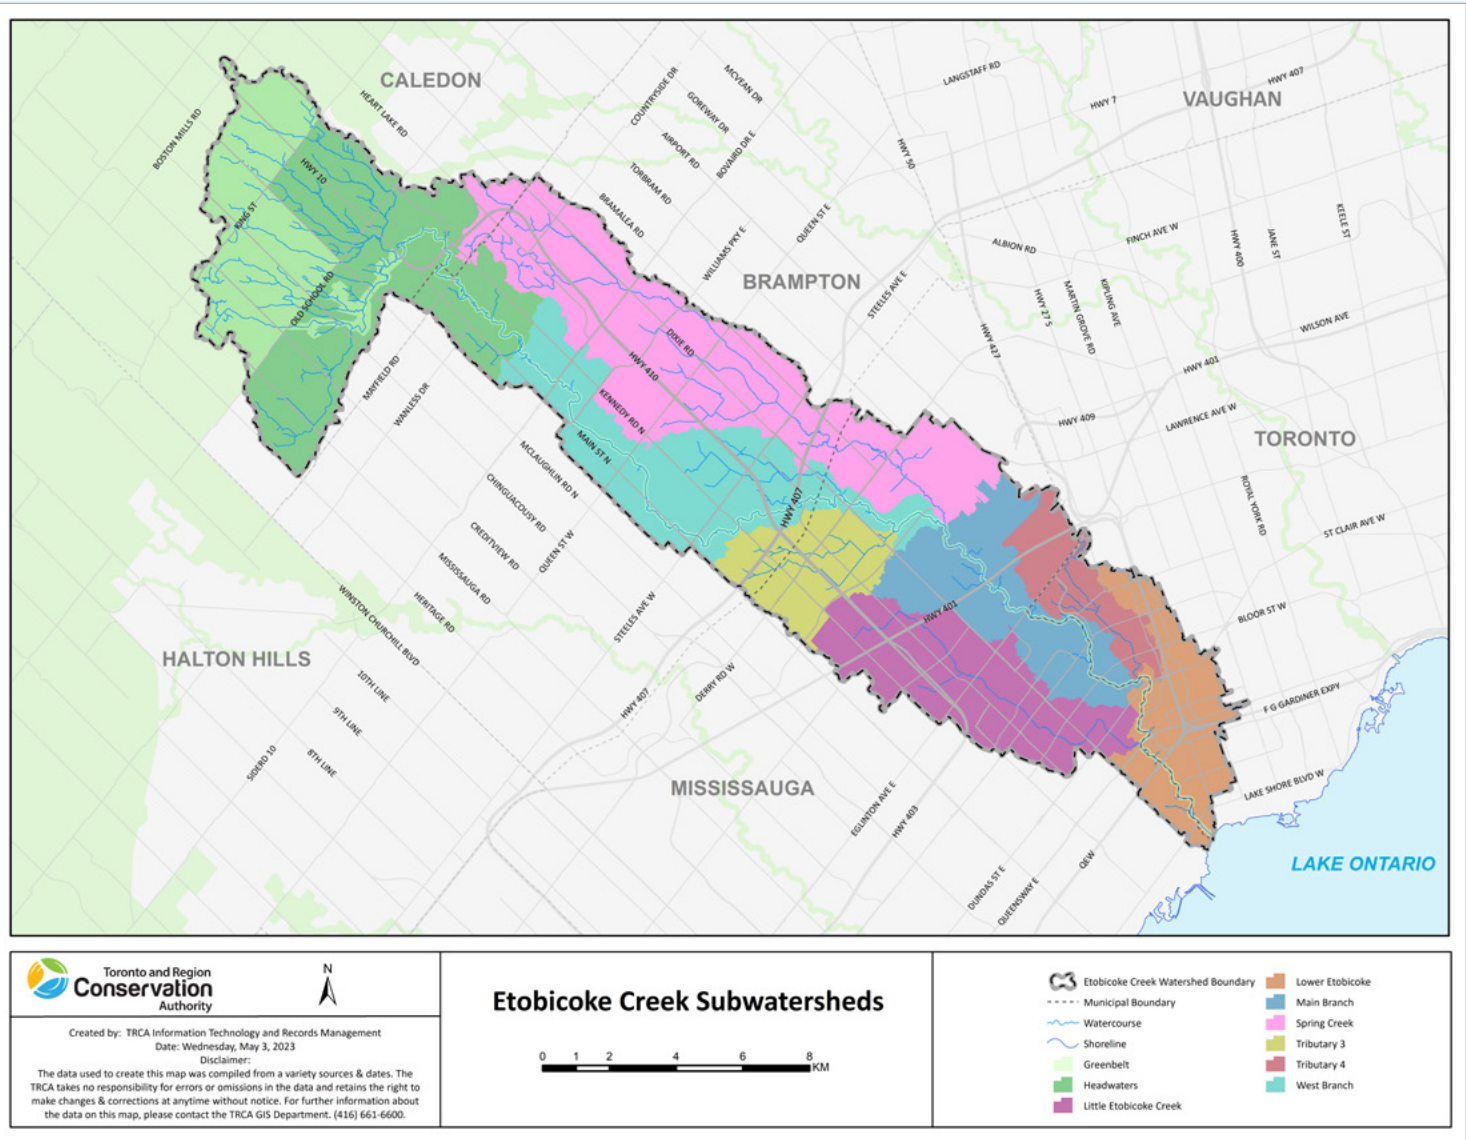 CALEDON
VAUGHAN
BRAMPTON
TORONTO
HALTON HILLS
MISSISSAUGA
LAKE ONTARIO
BOSTON MILLS RD
HEART LAKE RD
HWY 10
KING ST
OLD SCHOOL RD
MAYFIELD RD
WANLESS DR
COUNTRYSIDE DR
MCVEAN DR
GOREWAY DR
AIRPORT RD
BOVAIRD DR E
TORBRAM RD
BRAMALEA RD
WILLIAMS PKY E
QUEEN ST E
STEELES AVE E
LANGSTAFF RD
HWY 407
HWY 7
HWY 50
ALBION RD
FINCH AVE W
KEELE ST
JANE ST
HWY 400
KIPLING AVE
MARTIN GROVE RD
HWY 27 S
HWY 427
WILSON AVE
HWY 401
HWY 409
LAWRENCE AVE W
ROYAL YORK RD
ST CLAIR AVE W
BLOOR ST W
F G GARDINER EXPY
LAKE SHORE BLVD W
DIXIE RD
HWY 410
KENNEDY RD N
MAIN ST N
MCLAUGHLIN RD N
CHINGUACOUSY RD
CREDITVIEW RD
QUEEN ST W
MISSISSAUGA RD
HERITAGE RD
WINSTON CHURCHILL BLVD
10TH LINE
9TH LINE
8TH LINE
SIDERD 10
STEELES AVE W
HWY 407
DERRY RD W
HWY 407
HWY 401
EGLINTON AVE E
HWY 403
DUNDAS ST E
QUEENSWAY E
QEW
Toronto and Region
Conservation
Authority
N
Created by: TRCA Information Technology and Records Management
Date: Wednesday, May 3, 2023
Disclaimer:
The data used to create this map was compiled from a variety sources & dates. The
TRCA takes no responsibility for errors or omissions in the data and retains the right to
make changes & corrections at anytime without notice. For further information about
the data on this map, please contact the TRCA GIS Department. (416) 661-6600.
Etobicoke Creek Subwatersheds
0 1 2 4 6 8
KM
Etobicoke Creek Watershed Boundary
Municipal Boundary
Watercourse
Shoreline
Greenbelt
Headwaters
Little Etobicoke Creek
Lower Etobicoke
Main Branch
Spring Creek
Tributary 3
Tributary 4
West Branch